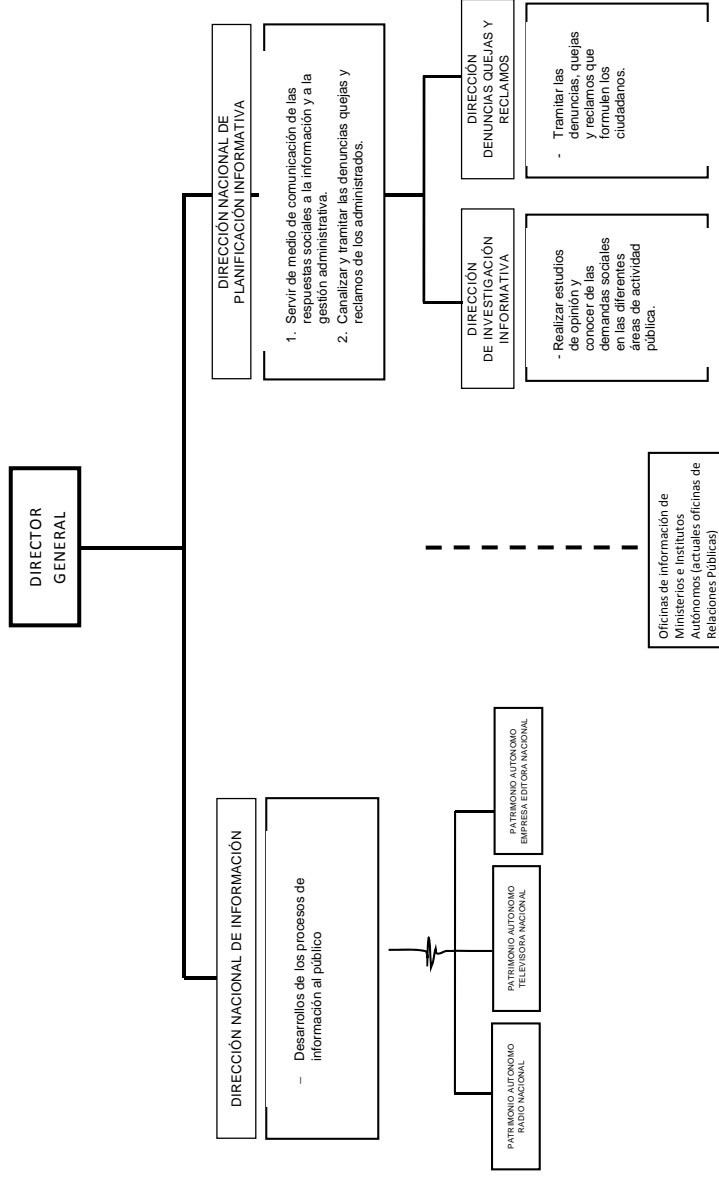 DIRECTOR
GENERAL
DIRECCIÓN NACIONAL DE INFORMACIÓN
– Desarrollos de los procesos de
información al público
PATRIMONIO AUTONOMO
RADIO NACIONAL
PATRIMONIO AUTONOMO
TELEVISORA NACIONAL
PATRIMONIO AUTONOMO
EMPRESA EDITORA NACIONAL
Oficinas de información de
Ministerios e Institutos
Autónomos (actuales oficinas de
Relaciones Públicas)
DIRECCIÓN NACIONAL DE
PLANIFICACIÓN INFORMATIVA
1. Servir de medio de comunicación de las
respuestas sociales a la información y a la
gestión administrativa.
2. Canalizar y tramitar las denuncias quejas y
reclamos de los administrados.
DIRECCIÓN
DE INVESTIGACIÓN
INFORMATIVA
- Realizar estudios
de opinión y
conocer de las
demandas sociales
en las diferentes
áreas de actividad
pública.
DIRECCIÓN
DENUNCIAS QUEJAS Y
RECLAMOS
- Tramitar las
denuncias, quejas
y reclamos que
formulen los
ciudadanos.